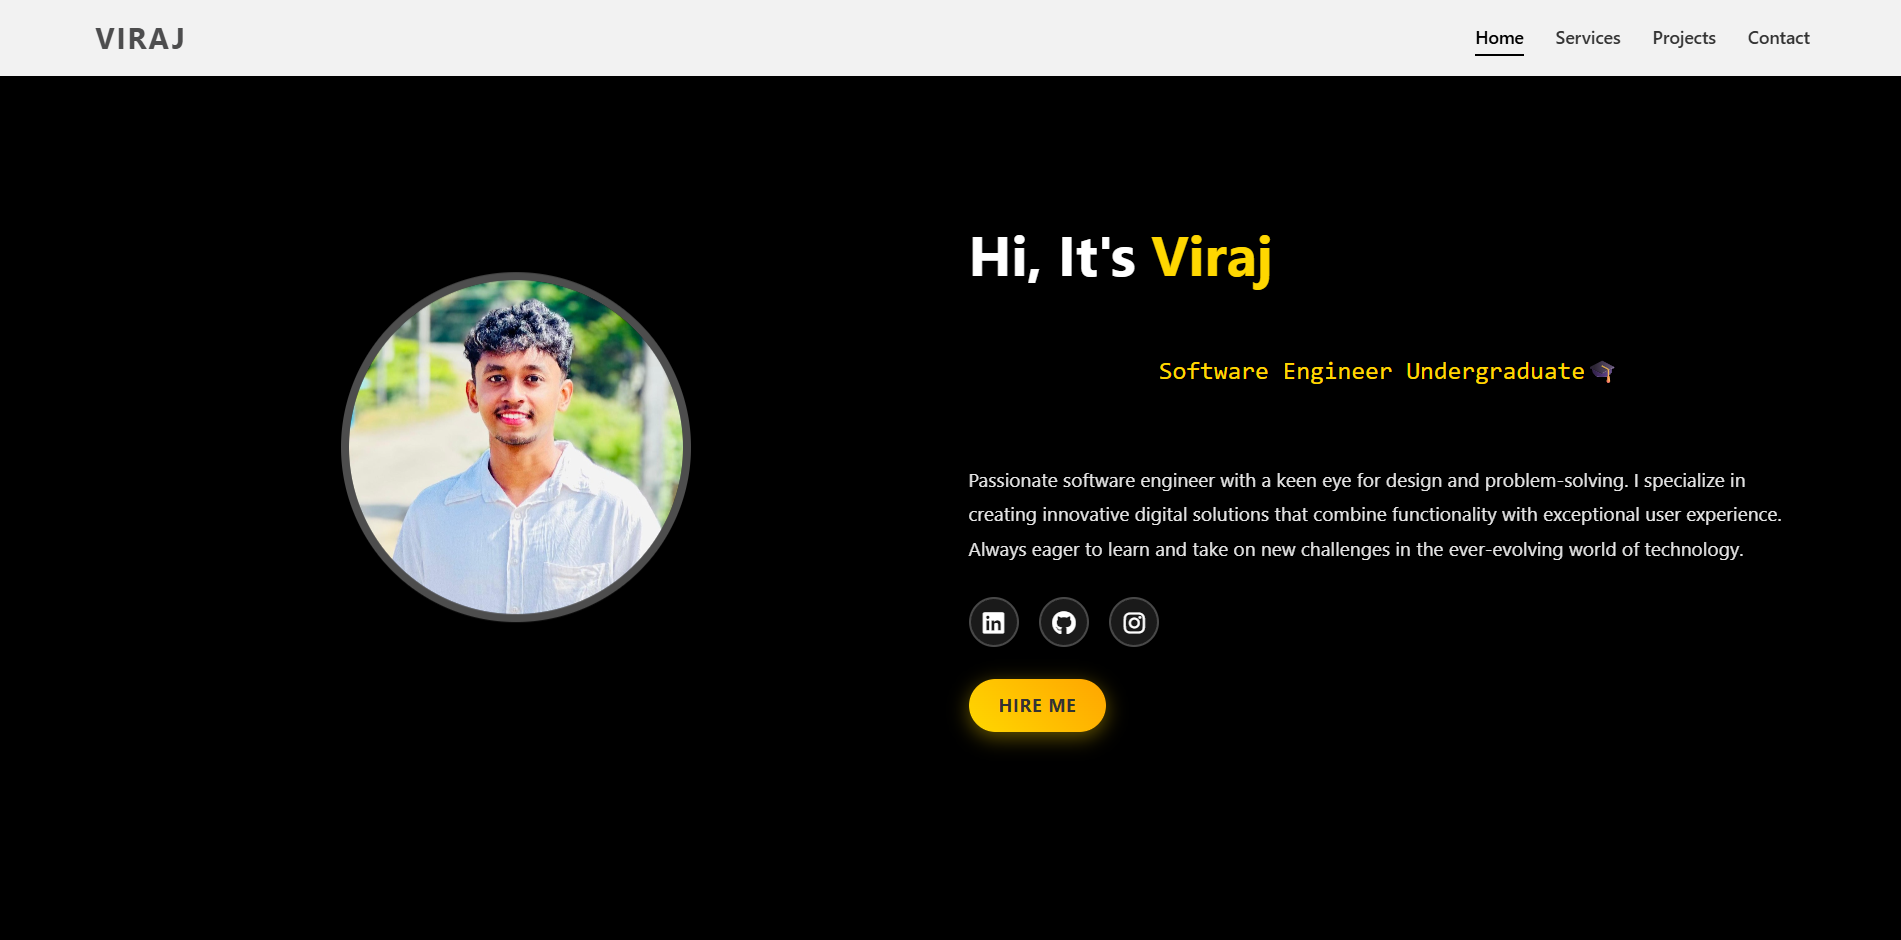 VIRAJ
Home Services Projects Contact
Hi, It's Viraj
Software Engineer Undergraduate🎓
Passionate software engineer with a keen eye for design and problem-solving. I specialize in
creating innovative digital solutions that combine functionality with exceptional user experience.
Always eager to learn and take on new challenges in the ever-evolving world of technology.
in
HIRE ME